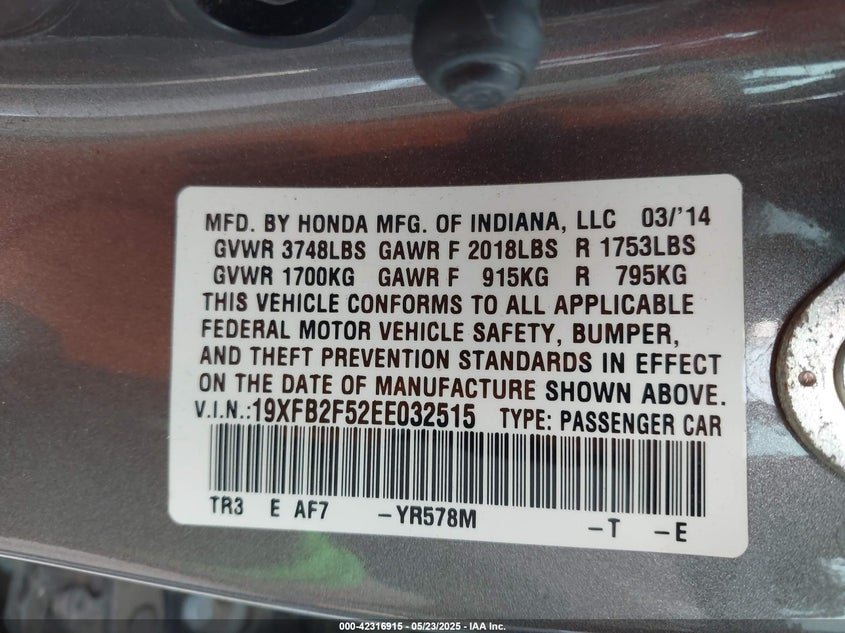 MFD. BY HONDA MFG. OF INDIANA, LLC 03/'14
GVWR 3748LBS GAWR F 2018LBS R 1753LBS
GVWR 1700KG GAWR F 915KG R 795KG
THIS VEHICLE CONFORMS TO ALL APPLICABLE
FEDERAL MOTOR VEHICLE SAFETY, BUMPER,
AND THEFT PREVENTION STANDARDS IN EFFECT
ON THE DATE OF MANUFACTURE SHOWN ABOVE.
V.I.N.:19XFB2F52EE032515 TYPE: PASSENGER CAR
TR3 E AF7 -YR578M -T -E
000-42316915 - 05/23/2025 - IAA Inc.